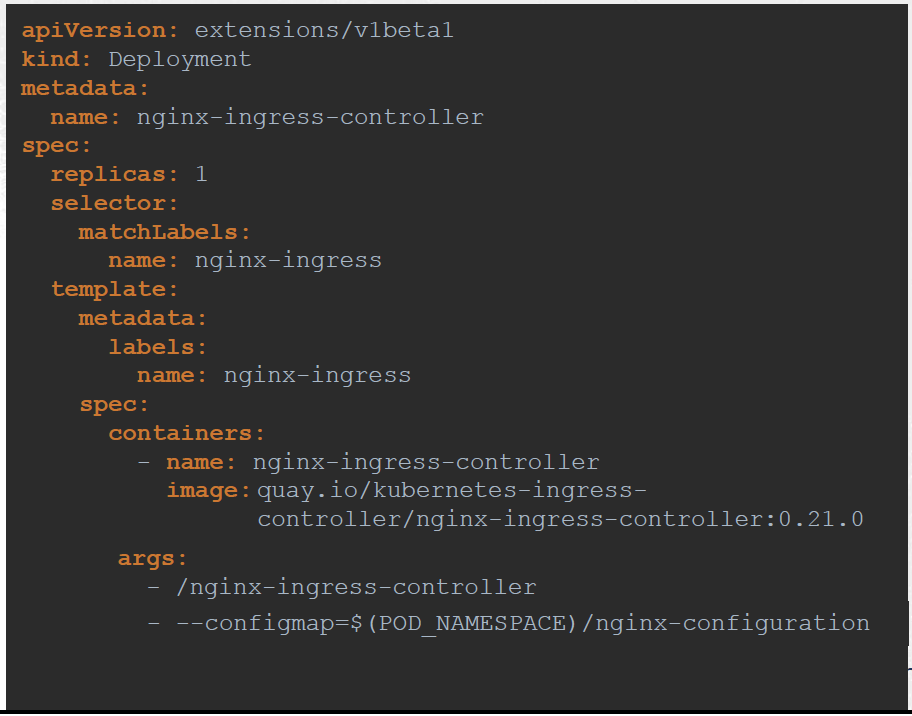 apiVersion: extensions/v1beta1
kind: Deployment
metadata:
  name: nginx-ingress-controller
spec:
  replicas: 1
  selector:
    matchLabels:
      name: nginx-ingress
  template:
    metadata:
      labels:
        name: nginx-ingress
    spec:
      containers:
        - name: nginx-ingress-controller
          image: quay.io/kubernetes-ingress-
                 controller/nginx-ingress-controller:0.21.0
       args:
         - /nginx-ingress-controller
         - --configmap=$(POD_NAMESPACE)/nginx-configuration